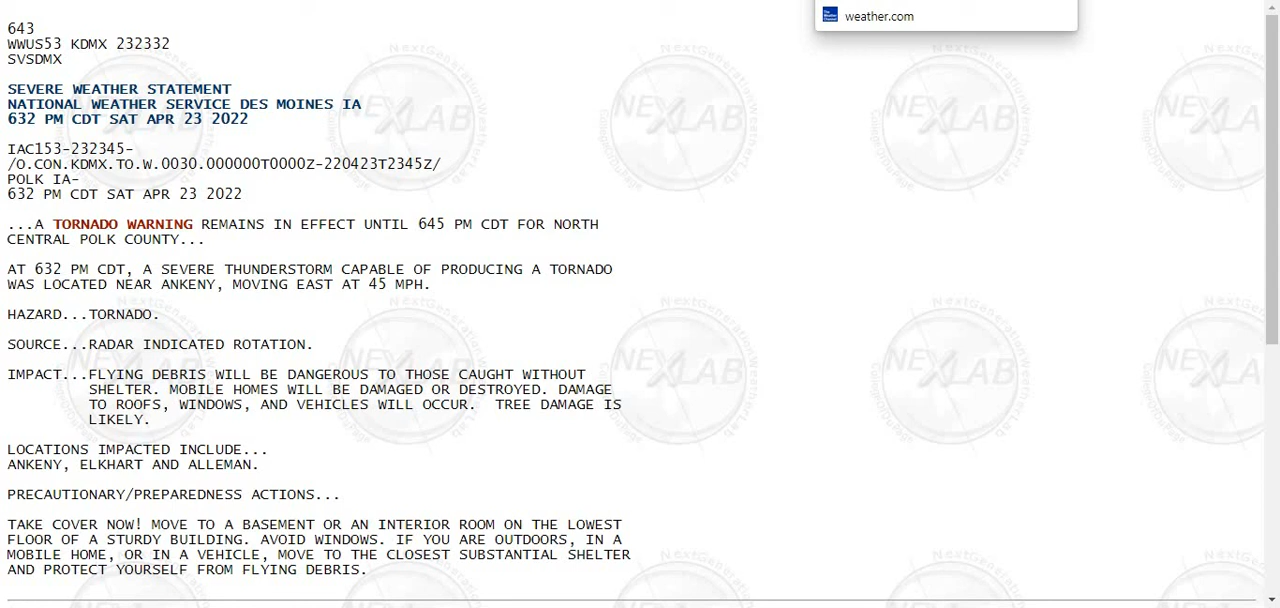 weather.com
643
WWUS53 KDMX 232332
SVSDMX
SEVERE WEATHER STATEMENT
NATIONAL WEATHER SERVICE DES MOINES IA
632 PM CDT SAT APR 23 2022
IAC153-232345-
/O.CON.KDMX.TO.W.0030.000000T0000Z-220423T2345Z/
POLK IA-
632 PM CDT SAT APR 23 2022
...A TORNADO WARNING REMAINS IN EFFECT UNTIL 645 PM CDT FOR NORTH
CENTRAL POLK COUNTY...
AT 632 PM CDT, A SEVERE THUNDERSTORM CAPABLE OF PRODUCING A TORNADO
WAS LOCATED NEAR ANKENY, MOVING EAST AT 45 MPH.
HAZARD...TORNADO.
SOURCE...RADAR INDICATED ROTATION.
IMPACT...FLYING DEBRIS WILL BE DANGEROUS TO THOSE CAUGHT WITHOUT
SHELTER. MOBILE HOMES WILL BE DAMAGED OR DESTROYED. DAMAGE
TO ROOFS, WINDOWS, AND VEHICLES WILL OCCUR. TREE DAMAGE IS
LIKELY.
LOCATIONS IMPACTED INCLUDE...
ANKENY, ELKHART AND ALLEMAN.
PRECAUTIONARY/PREPAREDNESS ACTIONS...
TAKE COVER NOW! MOVE TO A BASEMENT OR AN INTERIOR ROOM ON THE LOWEST
FLOOR OF A STURDY BUILDING. AVOID WINDOWS. IF YOU ARE OUTDOORS, IN A
MOBILE HOME, OR IN A VEHICLE, MOVE TO THE CLOSEST SUBSTANTIAL SHELTER
AND PROTECT YOURSELF FROM FLYING DEBRIS.
NEXLAB
NextGenerationWeatherLab
CollegeOfDuPage